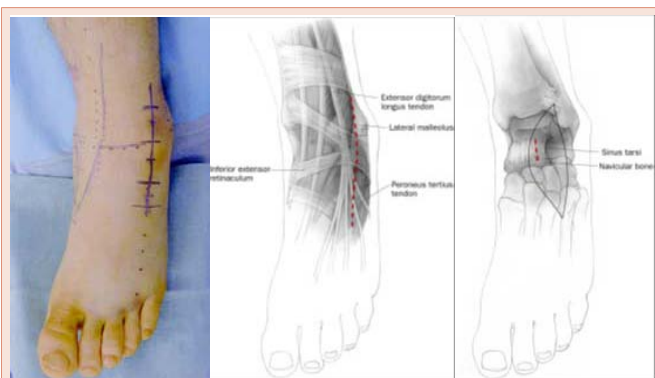 Extensor digitorum
longus tendon
Lateral malleolus
Inferior extensor
retinaculum
Peroneus tertius
tendon
Sinus tarsi
Navicular bone